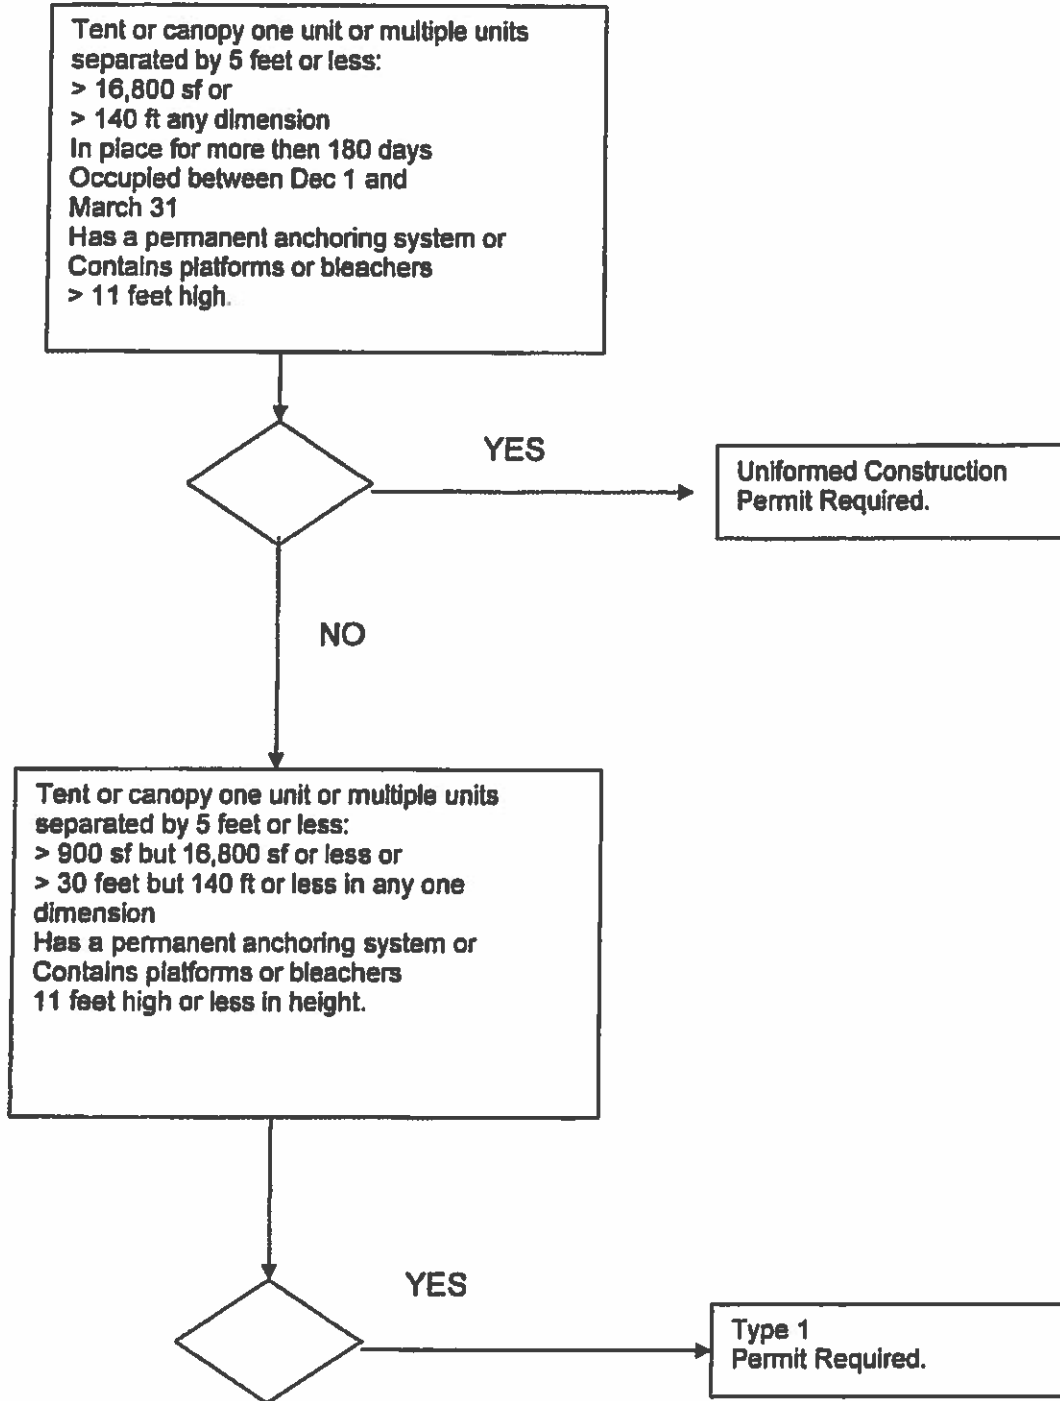 Tent or canopy one unit or multiple units
separated by 5 feet or less:
> 16,800 sf or
> 140 ft any dimension
In place for more then 180 days
Occupied between Dec 1 and
March 31
Has a permanent anchoring system or
Contains platforms or bleachers
> 11 feet high.
YES
Uniformed Construction
Permit Required.
NO
Tent or canopy one unit or multiple units
separated by 5 feet or less:
> 900 sf but 16,800 sf or less or
> 30 feet but 140 ft or less in any one
dimension
Has a permanent anchoring system or
Contains platforms or bleachers
11 feet high or less in height.
YES
Type 1
Permit Required.